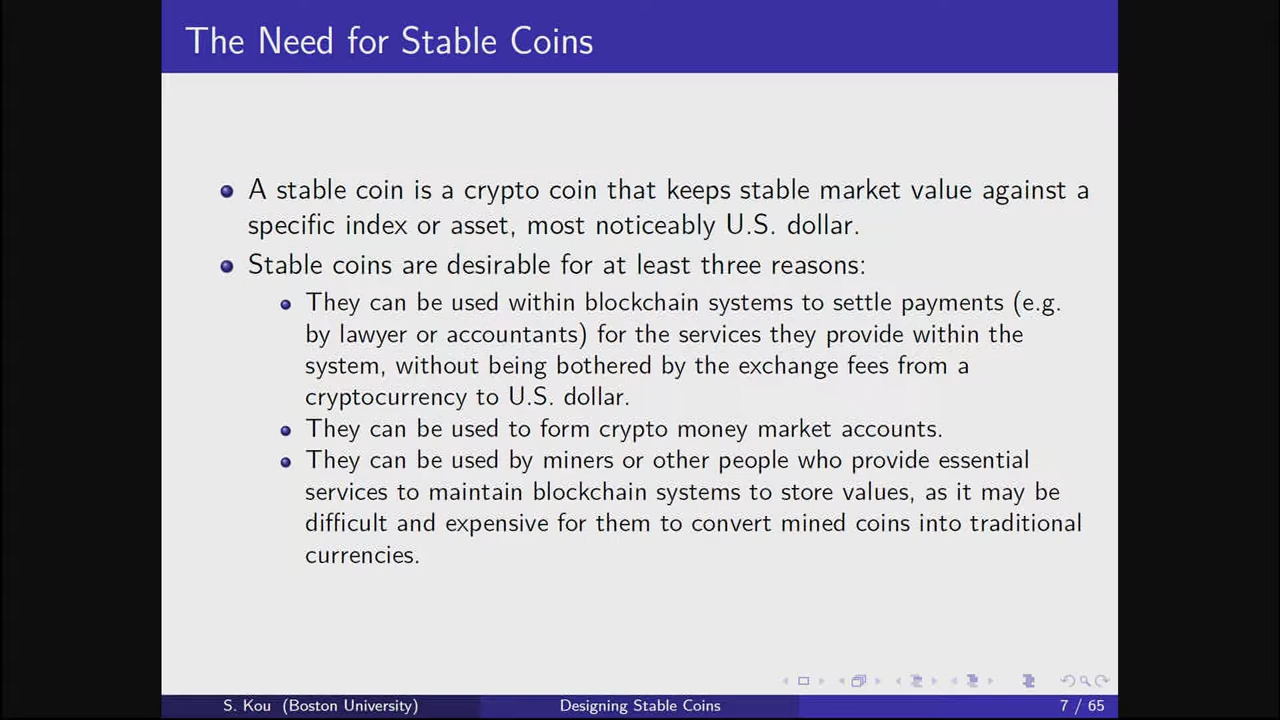 The Need for Stable Coins
A stable coin is a crypto coin that keeps stable market value against a
specific index or asset, most noticeably U.S. dollar.
Stable coins are desirable for at least three reasons:
They can be used within blockchain systems to settle payments (e.g.
by lawyer or accountants) for the services they provide within the
system, without being bothered by the exchange fees from a
cryptocurrency to U.S. dollar.
They can be used to form crypto money market accounts.
They can be used by miners or other people who provide essential
services to maintain blockchain systems to store values, as it may be
difficult and expensive for them to convert mined coins into traditional
currencies.
S. Kou (Boston University)
Designing Stable Coins
7 / 65